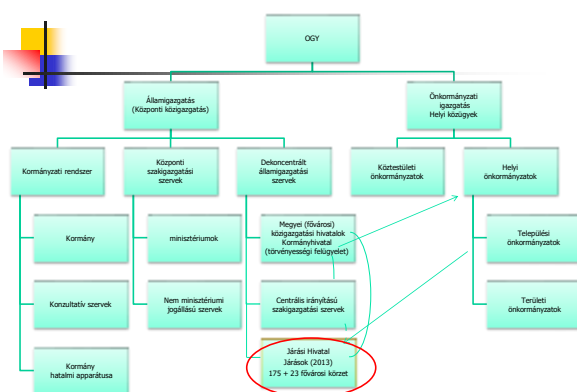 OGY
Államigazgatás
(Központi közigazgatás)
Önkormányzati
igazgatás
Helyi közügyek
Kormányzati rendszer
Központi
szakigazgatási
szervek
Dekoncentrált
államigazgatási
szervek
Köztestületi
önkormányzatok
Helyi
önkormányzatok
Kormány
minisztériumok
Megyei (fővárosi)
közigazgatási hivatalok
Kormányhivatal
(törvényességi felügyelet)
Települési
önkormányzatok
Konzultatív szervek
Nem minisztériumi
jogállású szervek
Centrális irányítású
szakigazgatási szervek
Területi
önkormányzatok
Kormány
hatalmi apparátusa
Járási Hivatal
Járások (2013)
175 + 23 fővárosi körzet